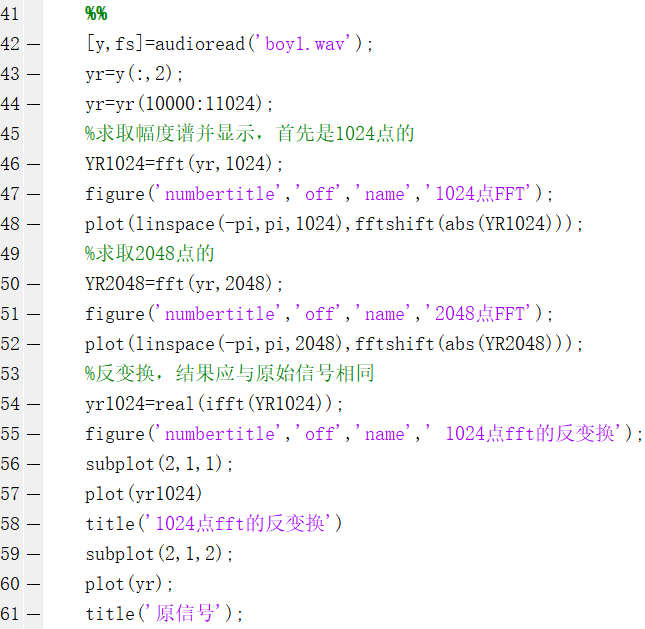 41 %%
42 — [y,fs]=audioread('boy1.wav');
43 — yr=y(:,2);
44 — yr=yr(10000:11024);
45 %求取幅度谱并显示，首先是1024点的
46 — YR1024=fft(yr,1024);
47 — figure('numbertitle','off','name','1024点FFT');
48 — plot(linspace(-pi,pi,1024),fftshift(abs(YR1024)));
49 %求取2048点的
50 — YR2048=fft(yr,2048);
51 — figure('numbertitle','off','name','2048点FFT');
52 — plot(linspace(-pi,pi,2048),fftshift(abs(YR2048)));
53 %反变换，结果应与原始信号相同
54 — yr1024=real(ifft(YR1024));
55 — figure('numbertitle','off','name',' 1024点fft的反变换');
56 — subplot(2,1,1);
57 — plot(yr1024)
58 — title('1024点fft的反变换')
59 — subplot(2,1,2);
60 — plot(yr);
61 — title('原信号');